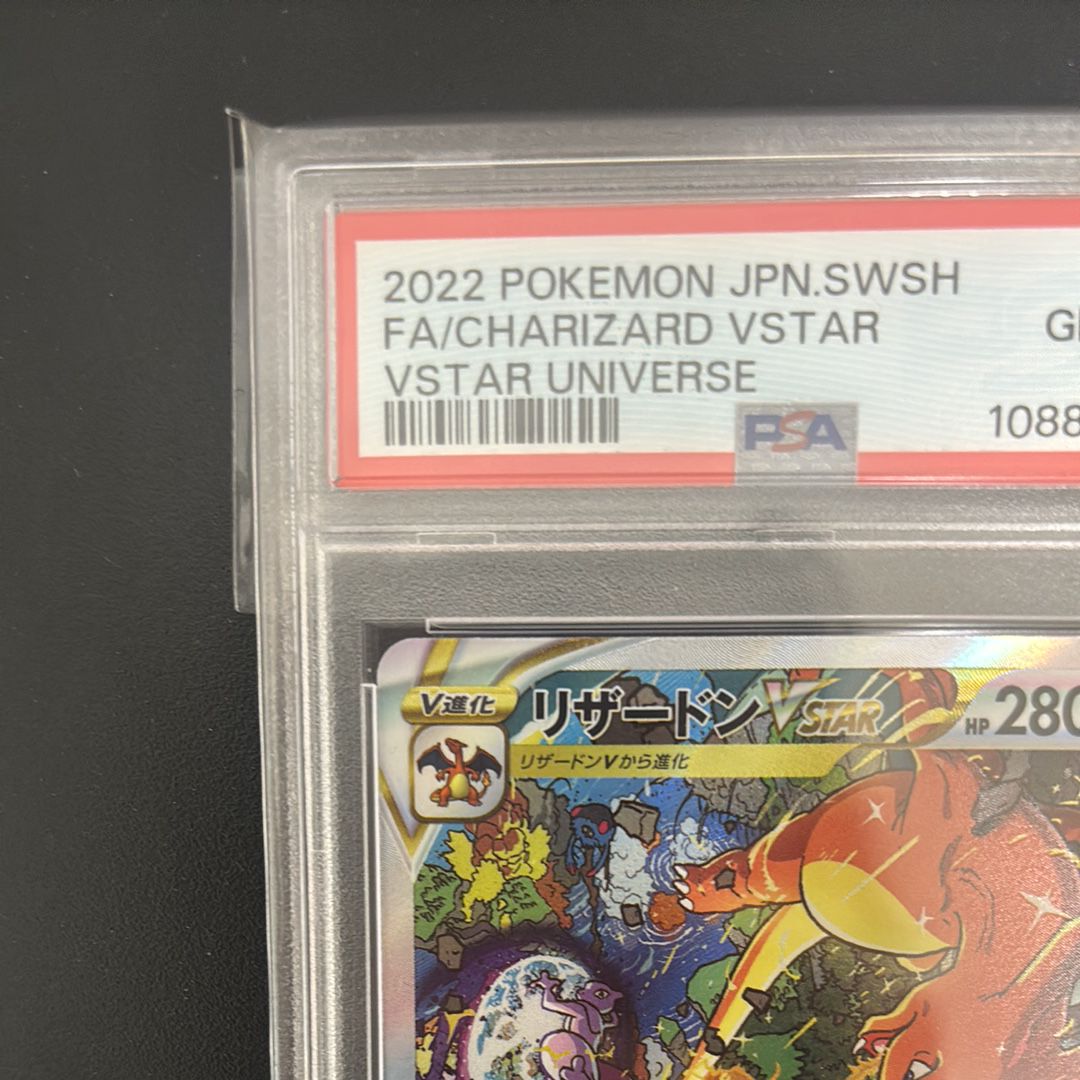 2022 POKEMON JPN.SWSH
FA/CHARIZARD VSTAR
VSTAR UNIVERSE
1088
PSA
V進化
リザードンVSTAR
HP 280
リザードンVから進化